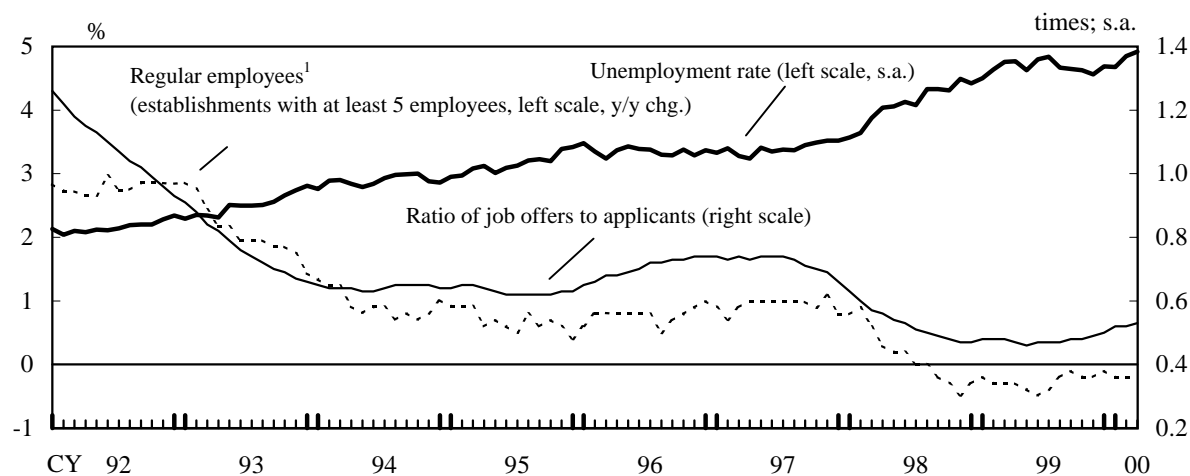 % times; s.a.
Regular employees1
(establishments with at least 5 employees, left scale, y/y chg.)
Unemployment rate (left scale, s.a.)
Ratio of job offers to applicants (right scale)
5
4
3
2
1
0
-1
1.4
1.2
1.0
0.8
0.6
0.4
0.2
CY 92 93 94 95 96 97 98 99 00